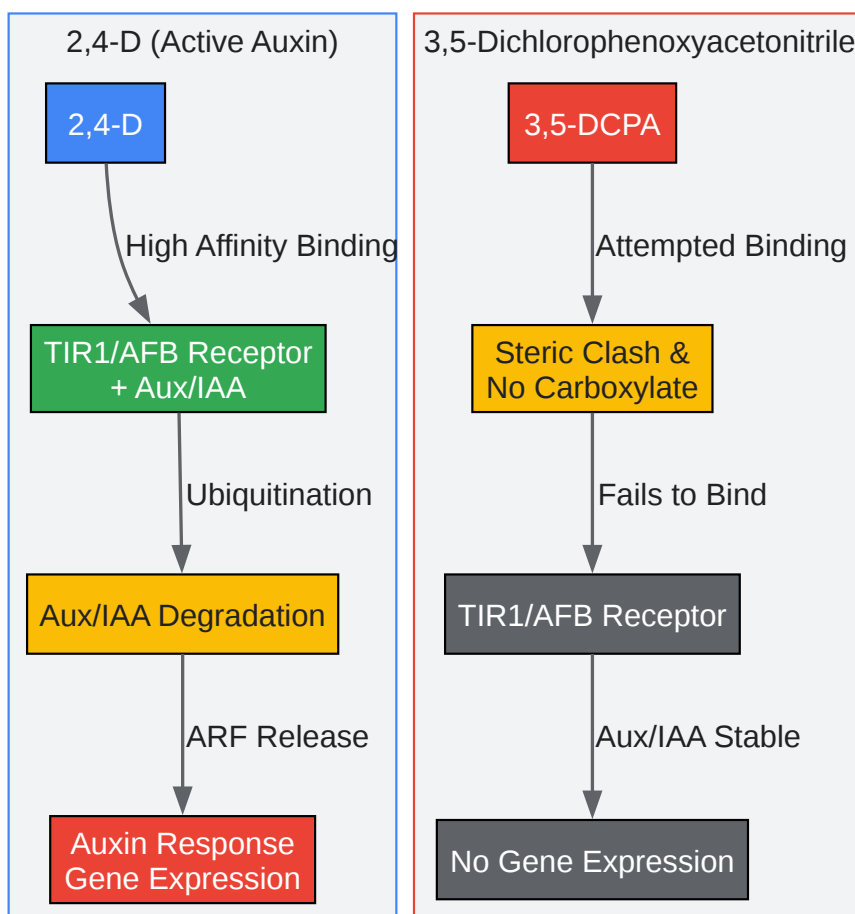 2,4-D (Active Auxin)
2,4-D
High Affinity Binding
TIR1/AFB Receptor
+ Aux/IAA
Ubiquitination
Aux/IAA Degradation
ARF Release
Auxin Response
Gene Expression
3,5-Dichlorophenoxyacetonitrile
3,5-DCPA
Attempted Binding
Steric Clash &
No Carboxylate
Fails to Bind
TIR1/AFB Receptor
Aux/IAA Stable
No Gene Expression